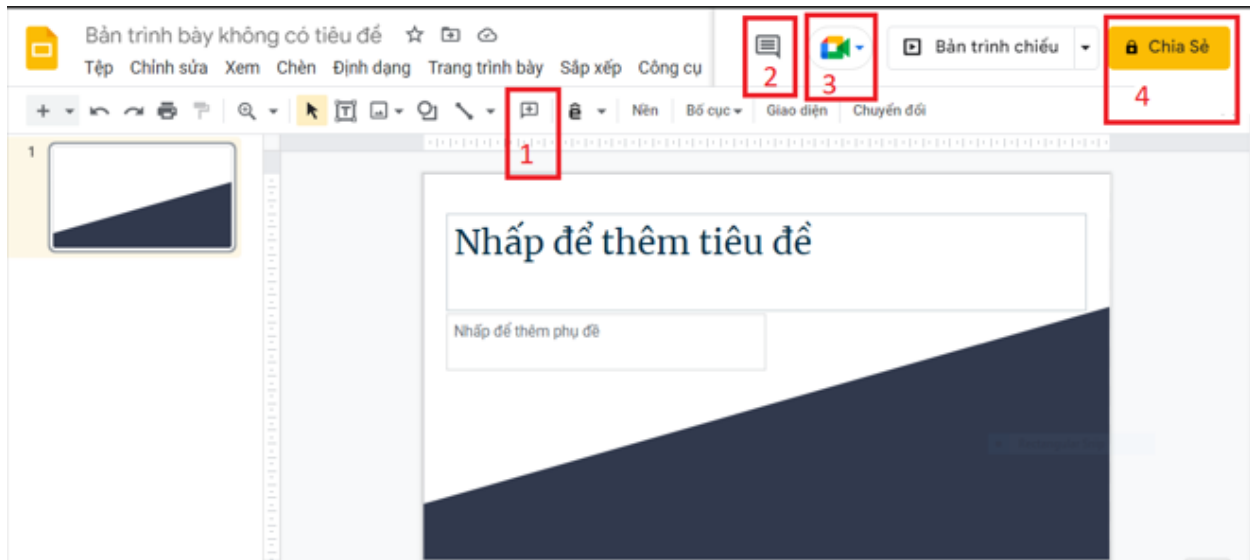 Bản trình bày không có tiêu đề
Tệp Chỉnh sửa Xem Chèn Định dạng Trang trình bày Sắp xếp Công cụ
2
3
Bản trình chiếu
Chia Sẻ
4
Nền Bố cục Giao diện Chuyển đổi
1
1
Nhấp để thêm tiêu đề
Nhấp để thêm phụ đề